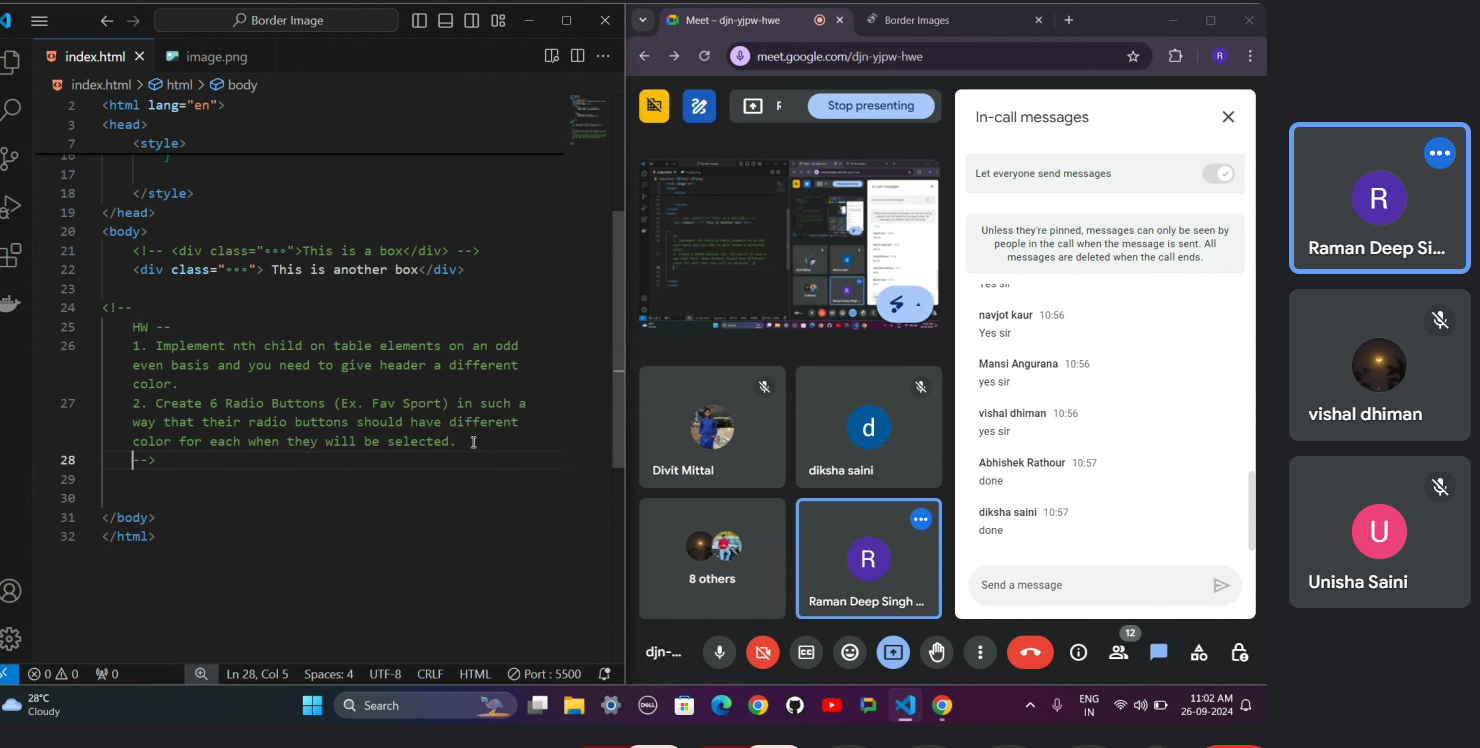 Border Image
index.html
image.png
index.html > html > body
2 <html lang="en">
3 <head>
7 <style>
16 }
17
18 </style>
19 </head>
20 <body>
21 <!-- <div class="•••">This is a box</div> -->
22 <div class="•••"> This is another box</div>
23
24 <!--
25 HW --
26 1. Implement nth child on table elements on an odd
even basis and you need to give header a different
color.
27 2. Create 6 Radio Buttons (Ex. Fav Sport) in such a
way that their radio buttons should have different
color for each when they will be selected.
28 -->
29
30
31 </body>
32 </html>
0 0 0
Ln 28, Col 5 Spaces: 4 UTF-8 CRLF HTML Port : 5500
Meet – djn-yjpw-hwe
Border Images
meet.google.com/djn-yjpw-hwe
R
R
Stop presenting
In-call messages
Let everyone send messages
Unless they're pinned, messages can only be seen by
people in the call when the message is sent. All
messages are deleted when the call ends.
Yes sir
navjot kaur 10:56
Yes sir
Mansi Angurana 10:56
yes sir
vishal dhiman 10:56
yes sir
Abhishek Rathour 10:57
done
diksha saini 10:57
done
Send a message
Divit Mittal
d
diksha saini
8 others
R
Raman Deep Singh ...
djn-...
12
R
Raman Deep Si...
vishal dhiman
U
Unisha Saini
28°C
Cloudy
Search
DELL
ENG
IN
11:02 AM
26-09-2024